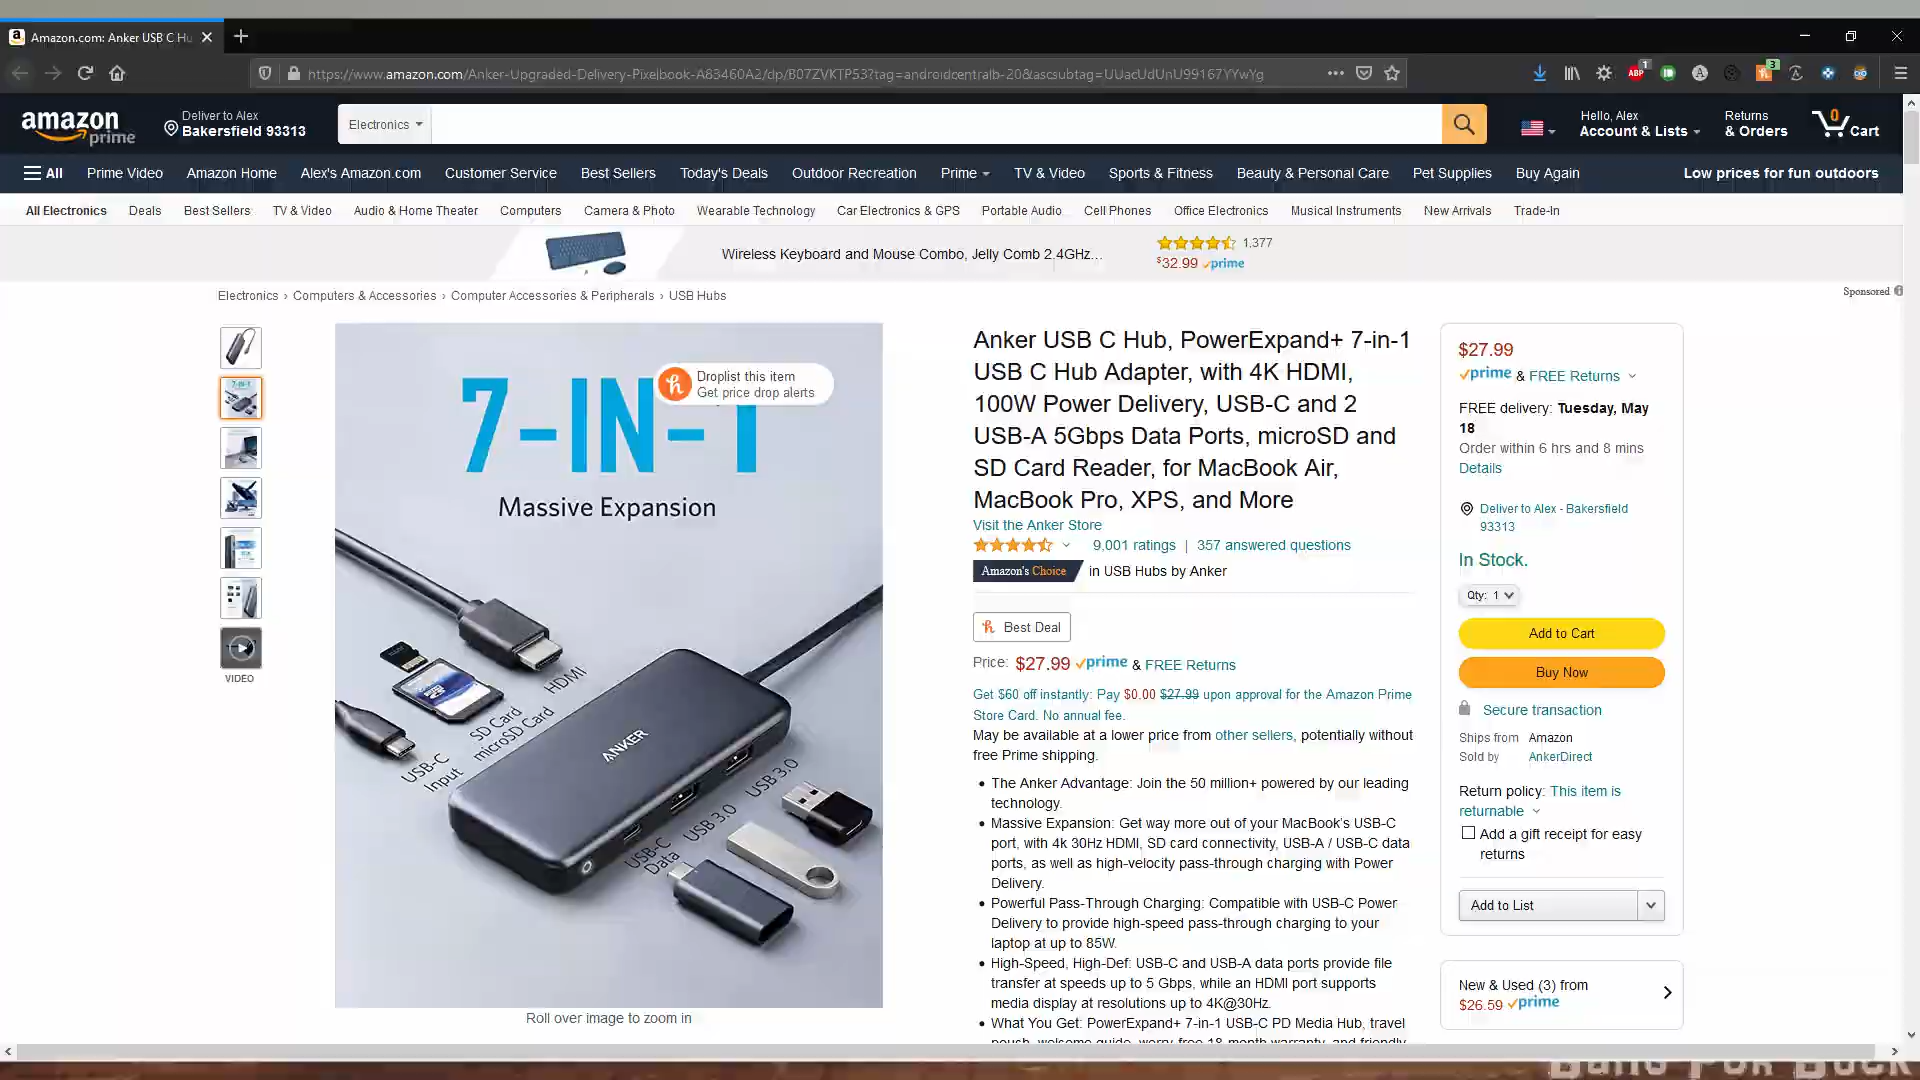 Amazon.com: Anker USB C Hu
https://www.amazon.com/Anker-Upgraded-Delivery-Pixelbook-A83460A2/dp/B07ZVKTP53?tag=androidcentralb-20&ascsubtag=UUacUdUnU99167YYwYg
ABP
1
3
amazon
prime
Deliver to Alex
Bakersfield 93313
Electronics
Hello, Alex
Account & Lists
Returns
& Orders
0
Cart
All
Prime Video
Amazon Home
Alex's Amazon.com
Customer Service
Best Sellers
Today's Deals
Outdoor Recreation
Prime
TV & Video
Sports & Fitness
Beauty & Personal Care
Pet Supplies
Buy Again
Low prices for fun outdoors
All Electronics
Deals
Best Sellers
TV & Video
Audio & Home Theater
Computers
Camera & Photo
Wearable Technology
Car Electronics & GPS
Portable Audio
Cell Phones
Office Electronics
Musical Instruments
New Arrivals
Trade-In
Wireless Keyboard and Mouse Combo, Jelly Comb 2.4GHz...
1,377
$32.99 prime
Sponsored
Electronics › Computers & Accessories › Computer Accessories & Peripherals › USB Hubs
7-IN-1
Droplist this item
Get price drop alerts
Massive Expansion
HDMI
SD Card
microSD Card
USB-C
Input
ANKER
USB 3.0
USB 3.0
USB-C
Data
VIDEO
Roll over image to zoom in
Anker USB C Hub, PowerExpand+ 7-in-1
USB C Hub Adapter, with 4K HDMI,
100W Power Delivery, USB-C and 2
USB-A 5Gbps Data Ports, microSD and
SD Card Reader, for MacBook Air,
MacBook Pro, XPS, and More
Visit the Anker Store
9,001 ratings | 357 answered questions
Amazon's Choice in USB Hubs by Anker
Best Deal
Price: $27.99 prime & FREE Returns
Get $60 off instantly: Pay $0.00 $27.99 upon approval for the Amazon Prime
Store Card. No annual fee.
May be available at a lower price from other sellers, potentially without
free Prime shipping.
• The Anker Advantage: Join the 50 million+ powered by our leading
technology.
• Massive Expansion: Get way more out of your MacBook's USB-C
port, with 4k 30Hz HDMI, SD card connectivity, USB-A / USB-C data
ports, as well as high-velocity pass-through charging with Power
Delivery.
• Powerful Pass-Through Charging: Compatible with USB-C Power
Delivery to provide high-speed pass-through charging to your
laptop at up to 85W.
• High-Speed, High-Def: USB-C and USB-A data ports provide file
transfer at speeds up to 5 Gbps, while an HDMI port supports
media display at resolutions up to 4K@30Hz.
• What You Get: PowerExpand+ 7-in-1 USB-C PD Media Hub, travel
pouch, welcome guide, worry-free 18-month warranty, and friendly
$27.99
prime & FREE Returns
FREE delivery: Tuesday, May
18
Order within 6 hrs and 8 mins
Details
Deliver to Alex - Bakersfield
93313
In Stock.
Qty: 1
Add to Cart
Buy Now
Secure transaction
Ships from Amazon
Sold by AnkerDirect
Return policy: This item is
returnable
Add a gift receipt for easy
returns
Add to List
New & Used (3) from
$26.59 prime
Bang For Buck